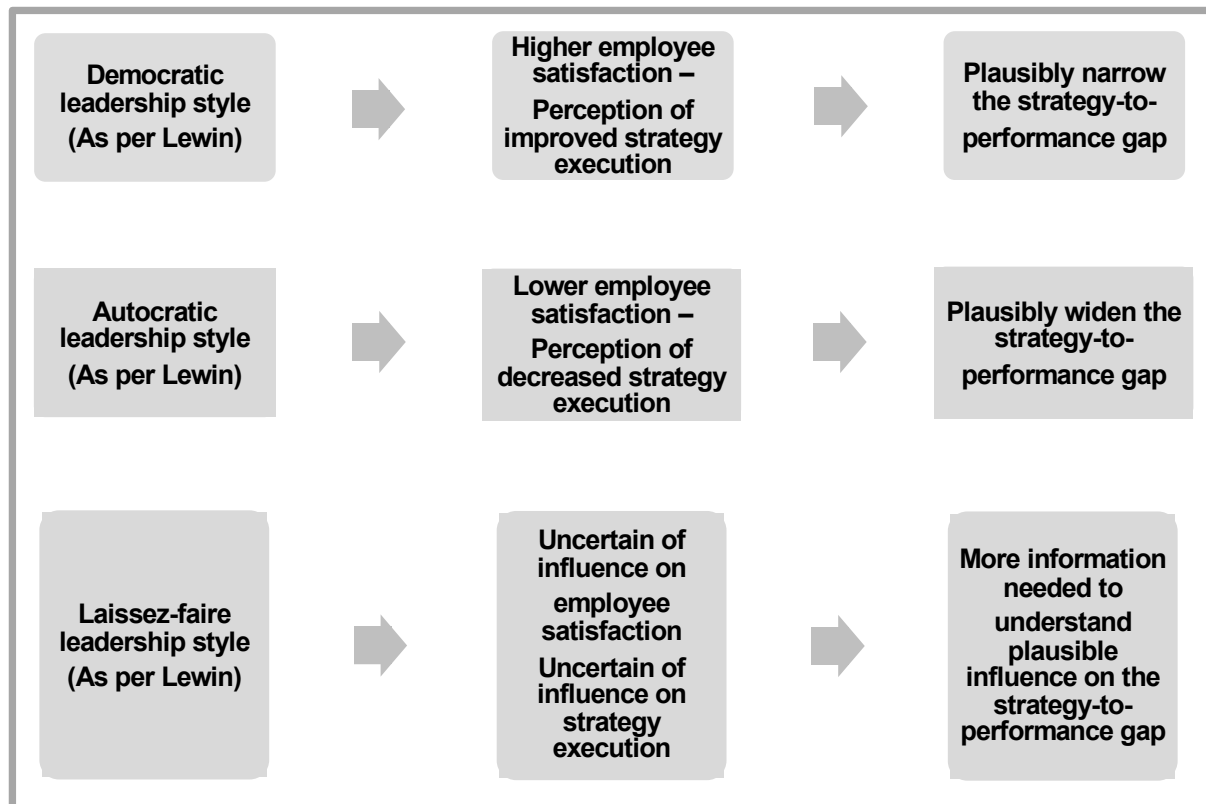 Democratic
leadership style
(As per Lewin)
Higher employee
satisfaction –
Perception of
improved strategy
execution
Plausibly narrow
the strategy-to-
performance gap
Autocratic
leadership style
(As per Lewin)
Lower employee
satisfaction –
Perception of
decreased strategy
execution
Plausibly widen the
strategy-to-
performance gap
Laissez-faire
leadership style
(As per Lewin)
Uncertain of
influence on
employee
satisfaction
Uncertain of
influence on
strategy
execution
More information
needed to
understand
plausible
influence on the
strategy-to-
performance gap